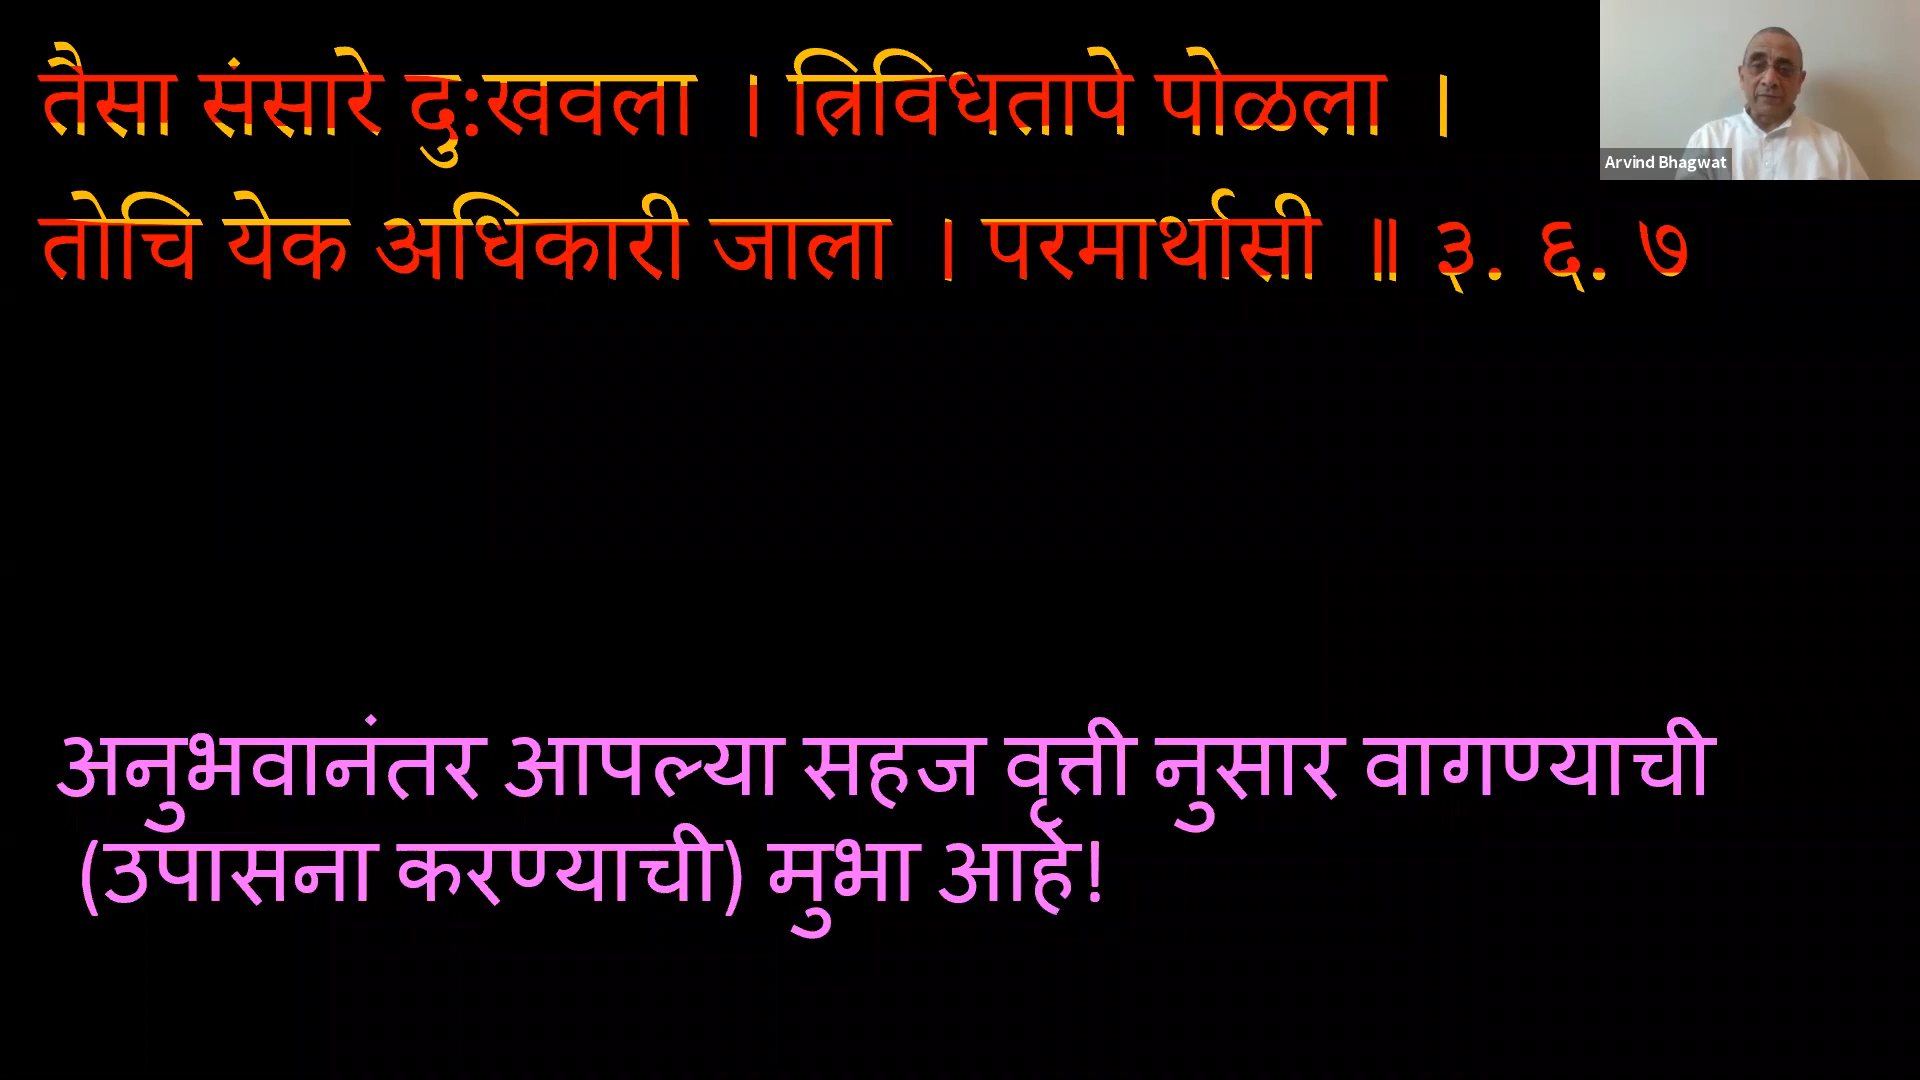 तैसा संसारे दु:खवला । त्रिविधतापे पोळला ।
Arvind Bhagwat
तोचि येक अधिकारी जाला । परमार्थासी ॥ ३. ६. ७
अनुभवानंतर आपल्या सहज वृत्ती नुसार वागण्याची
(उपासना करण्याची) मुभा आहे!